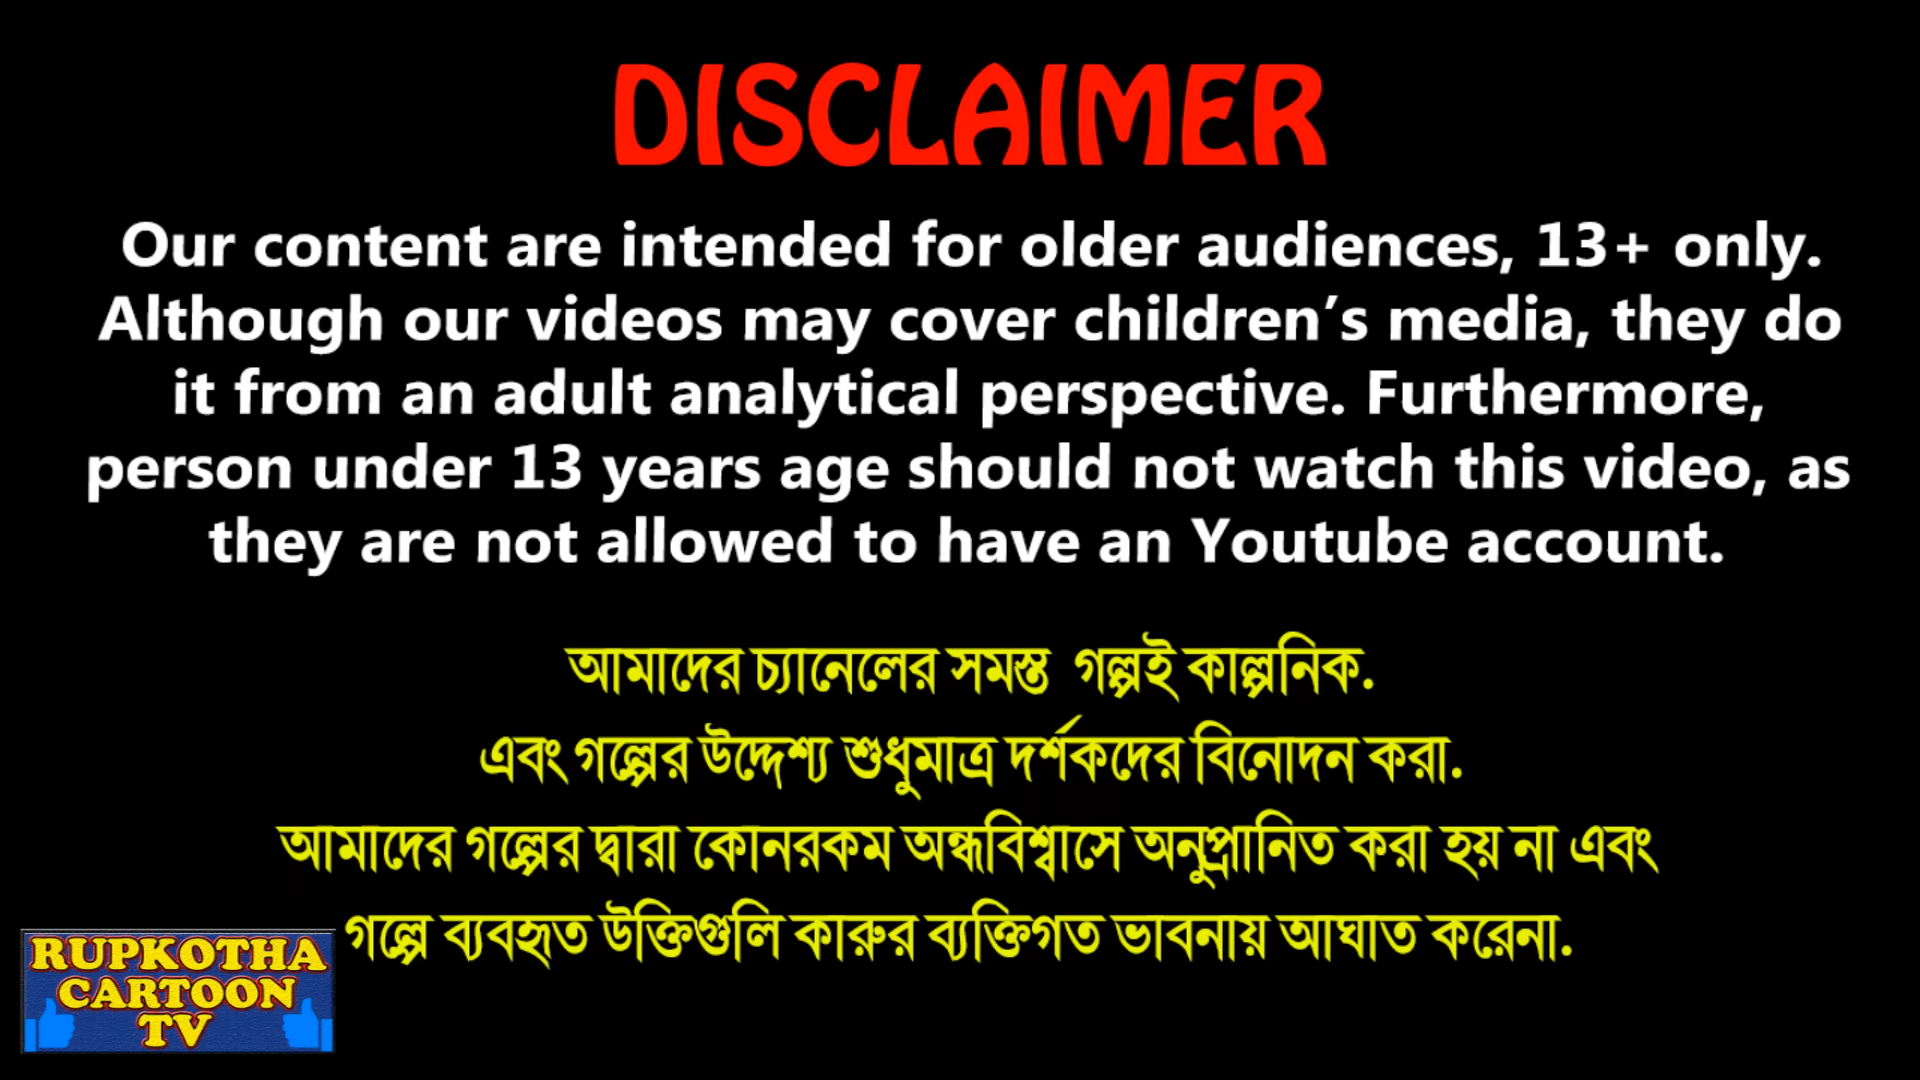 DISCLAIMER
Our content are intended for older audiences, 13+ only.
Although our videos may cover children’s media, they do
it from an adult analytical perspective. Furthermore,
person under 13 years age should not watch this video, as
they are not allowed to have an Youtube account.
আমাদের চ্যানেলের সমস্ত গল্পই কাল্পনিক.
এবং গল্পের উদ্দেশ্য শুধুমাত্র দর্শকদের বিনোদন করা.
আমাদের গল্পের দ্বারা কোনরকম অন্ধবিশ্বাসে অনুপ্রানিত করা হয় না এবং
গল্পে ব্যবহৃত উক্তিগুলি কারুর ব্যক্তিগত ভাবনায় আঘাত করেনা.
RUPKOTHA
CARTOON
TV